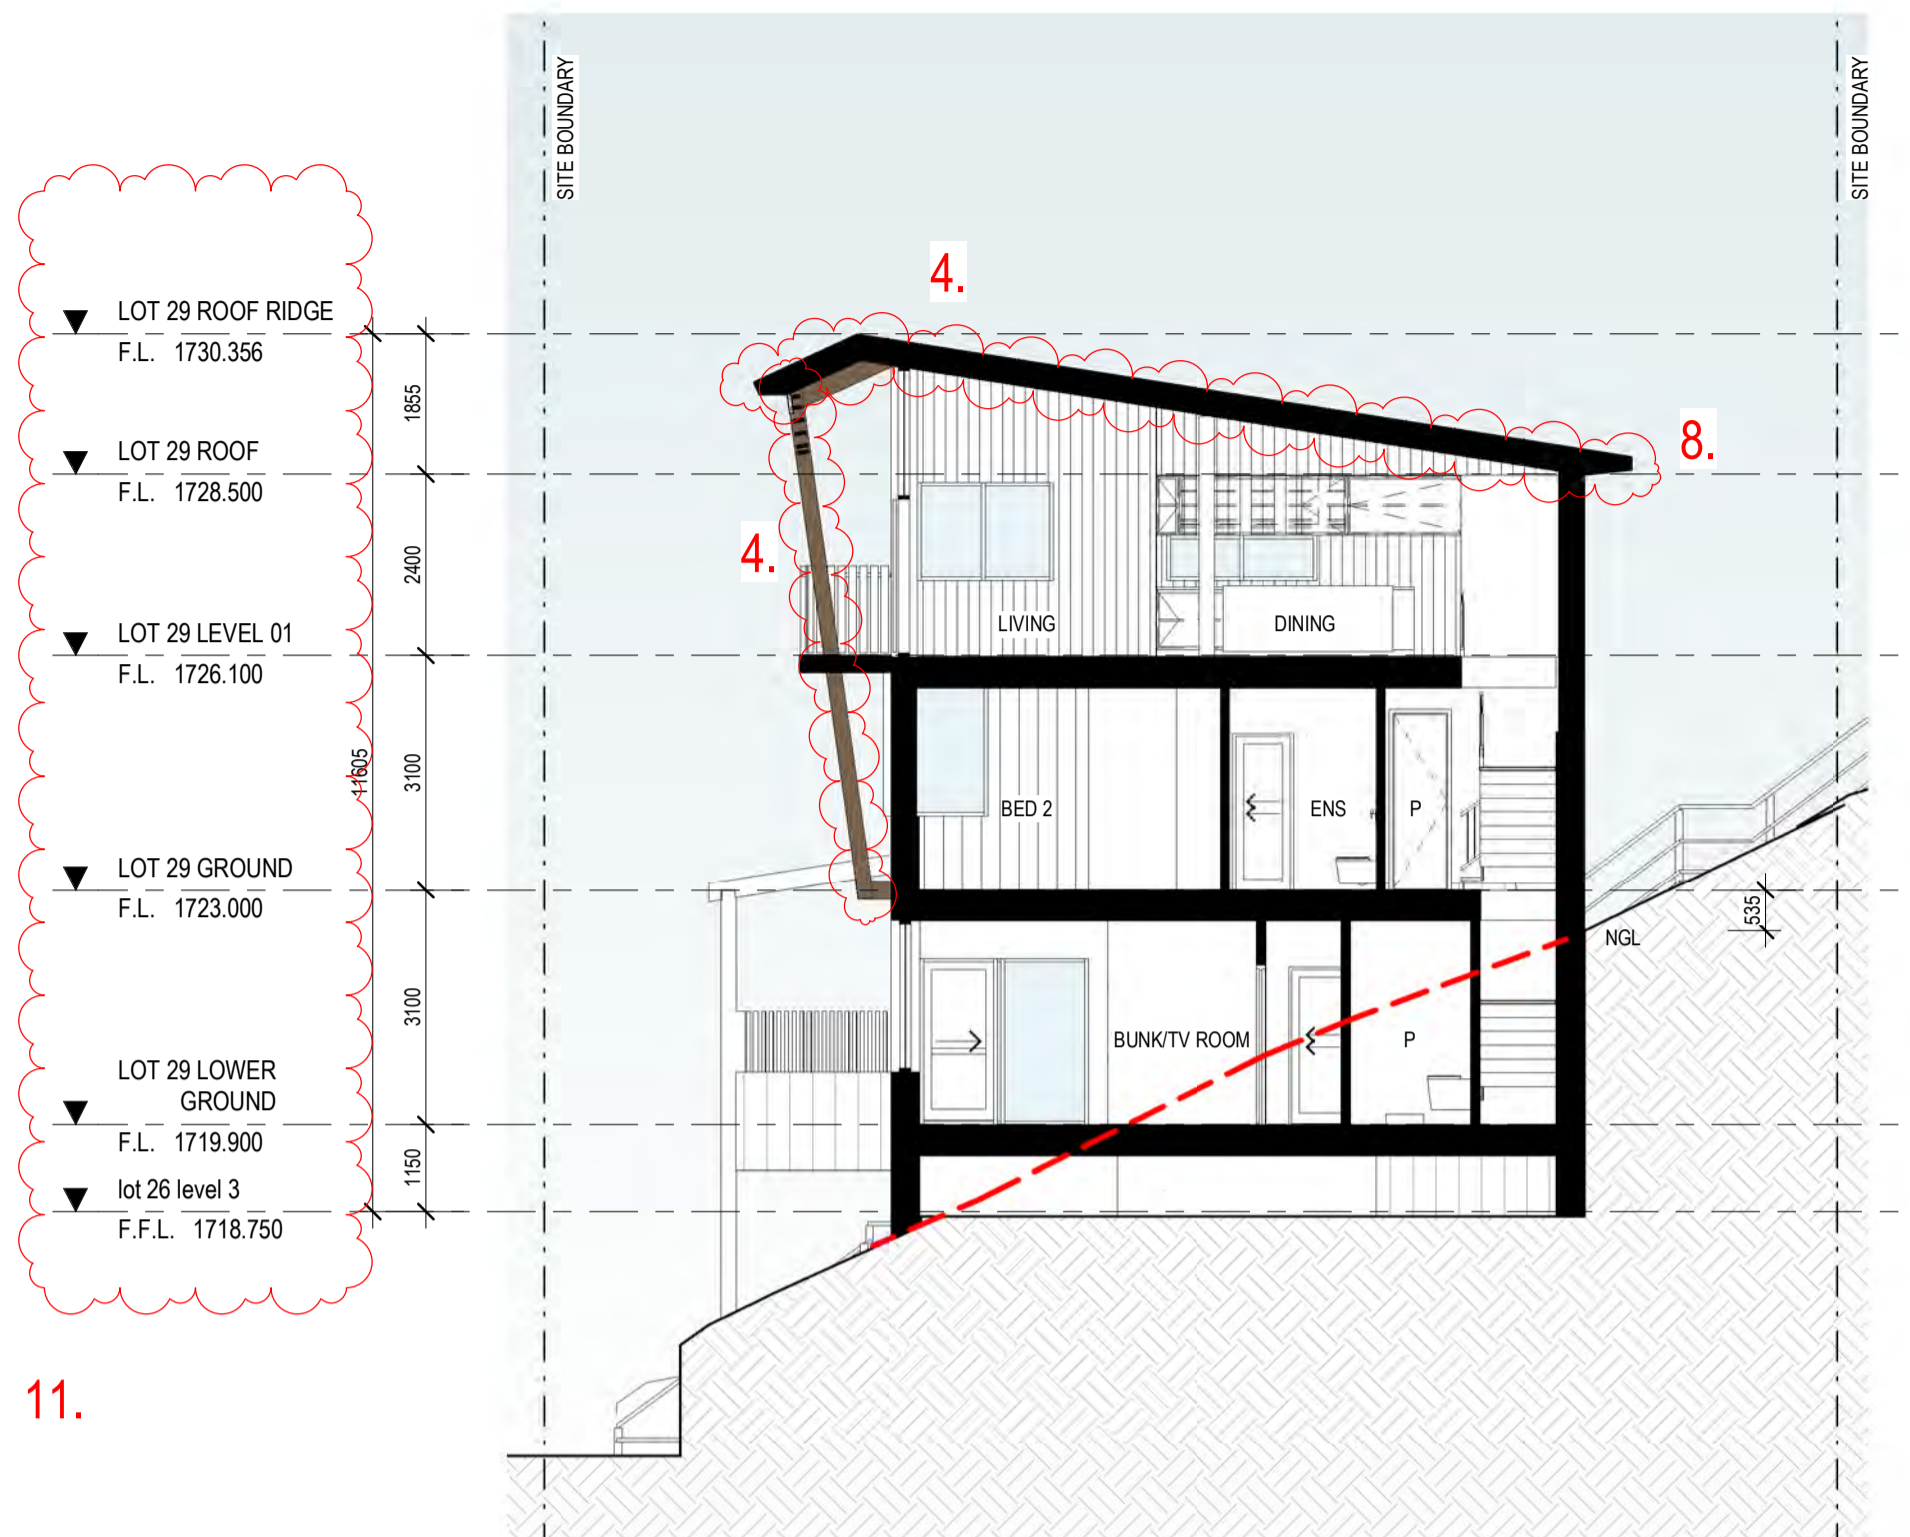 SITE BOUNDARY
SITE BOUNDARY
4.
LOT 29 ROOF RIDGE
F.L. 1730.356
1855
8.
LOT 29 ROOF
F.L. 1728.500
4.
2400
LIVING
DINING
LOT 29 LEVEL 01
F.L. 1726.100
11605
3100
BED 2
ENS
P
LOT 29 GROUND
F.L. 1723.000
535
NGL
3100
BUNK/TV ROOM
P
LOT 29 LOWER
GROUND
F.L. 1719.900
1150
lot 26 level 3
F.F.L. 1718.750
11.